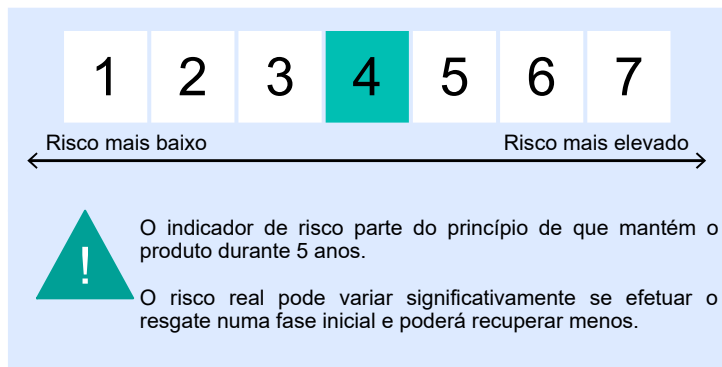 1 2 3 4 5 6 7
Risco mais baixo Risco mais elevado
!
O indicador de risco parte do princípio de que mantém o
produto durante 5 anos.
O risco real pode variar significativamente se efetuar o
resgate numa fase inicial e poderá recuperar menos.